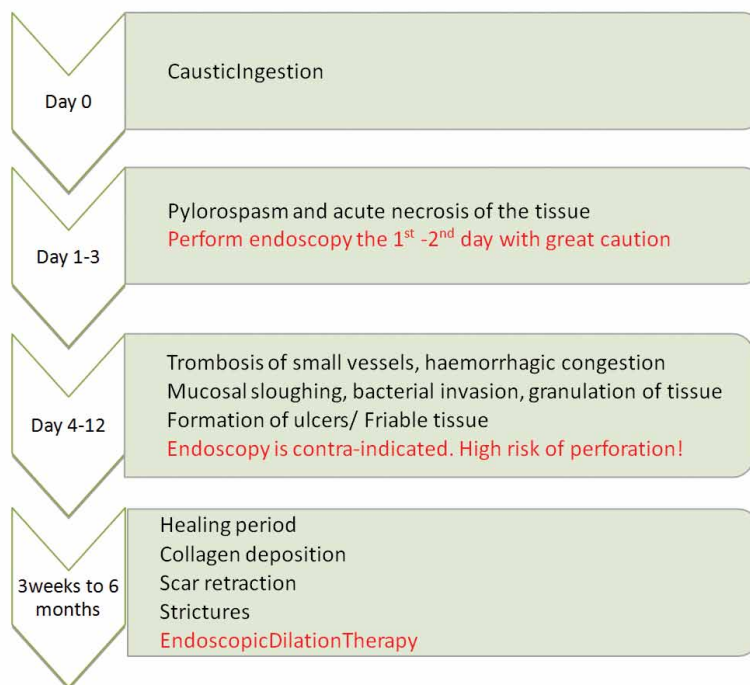 Day 0
CausticIngestion
Day 1-3
Pylorospasm and acute necrosis of the tissue
Perform endoscopy the 1st -2nd day with great caution
Day 4-12
Trombosis of small vessels, haemorrhagic congestion
Mucosal sloughing, bacterial invasion, granulation of tissue
Formation of ulcers/ Friable tissue
Endoscopy is contra-indicated. High risk of perforation!
3weeks to 6
months
Healing period
Collagen deposition
Scar retraction
Strictures
EndoscopicDilationTherapy